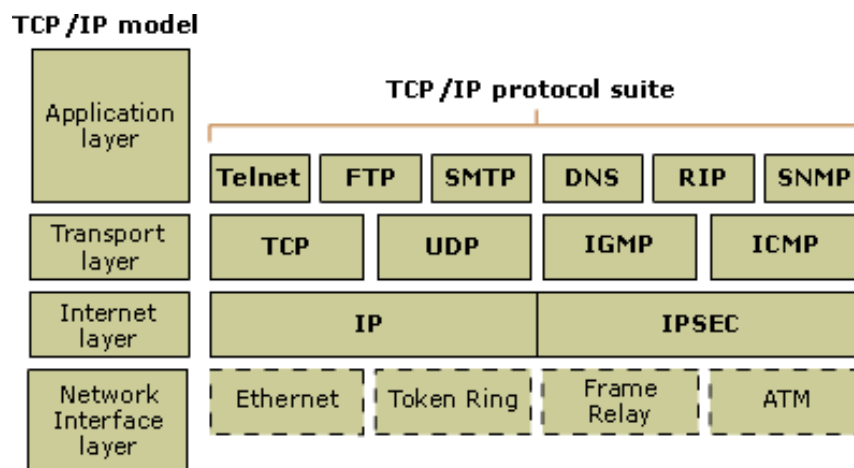 TCP/IP model
TCP/IP protocol suite
Application
layer
Telnet FTP SMTP DNS RIP SNMP
Transport
layer
TCP UDP IGMP ICMP
Internet
layer
IP IPSEC
Network
Interface
layer
Ethernet Token Ring Frame
Relay ATM